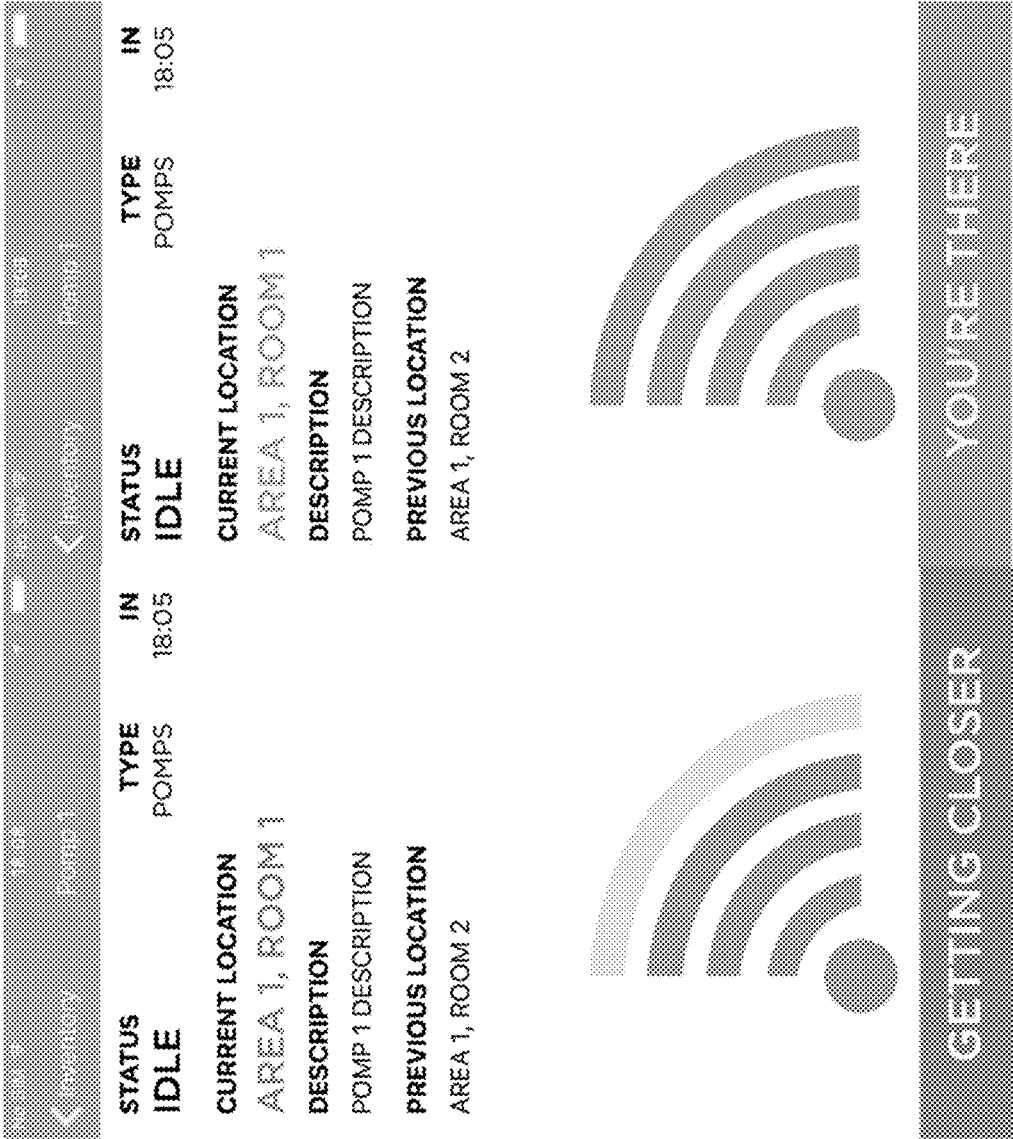 Inventory
STATUS TYPE IN
IDLE POMPS 18:05
CURRENT LOCATION
AREA 1, ROOM 1
DESCRIPTION
POMP 1 DESCRIPTION
PREVIOUS LOCATION
AREA 1, ROOM 2
GETTING CLOSER
Inventory
STATUS TYPE IN
IDLE POMPS 18:05
CURRENT LOCATION
AREA 1, ROOM 1
DESCRIPTION
POMP 1 DESCRIPTION
PREVIOUS LOCATION
AREA 1, ROOM 2
YOU'RE THERE